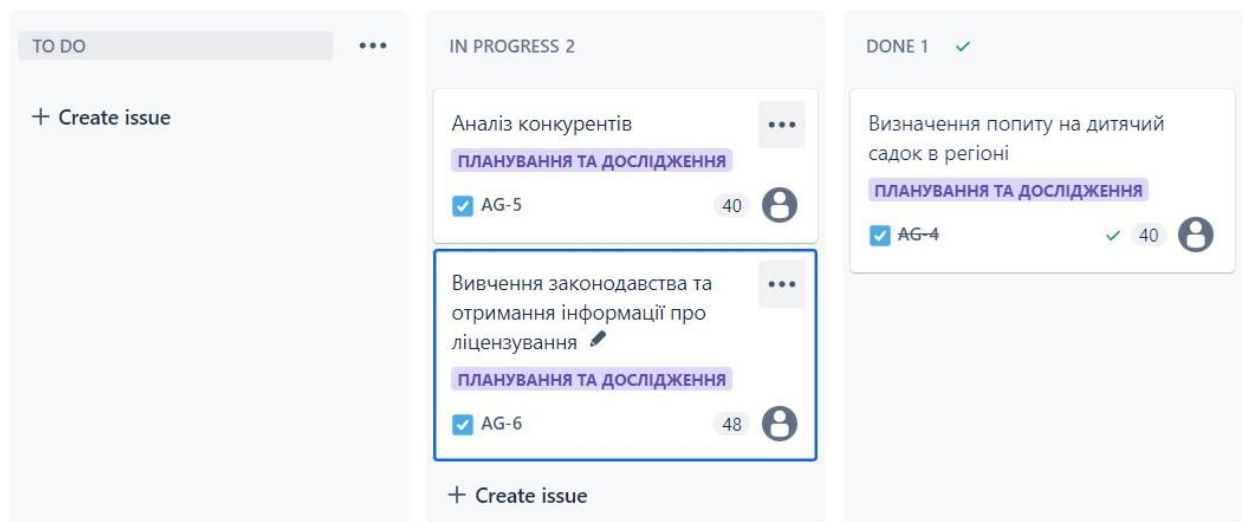 TO DO
+ Create issue
IN PROGRESS 2
Аналіз конкурентів
ПЛАНУВАННЯ ТА ДОСЛІДЖЕННЯ
AG-5
40
Вивчення законодавства та
отримання інформації про
ліцензування
ПЛАНУВАННЯ ТА ДОСЛІДЖЕННЯ
AG-6
48
+ Create issue
DONE 1
Визначення попиту на дитячий
садок в регіоні
ПЛАНУВАННЯ ТА ДОСЛІДЖЕННЯ
AG-4
40